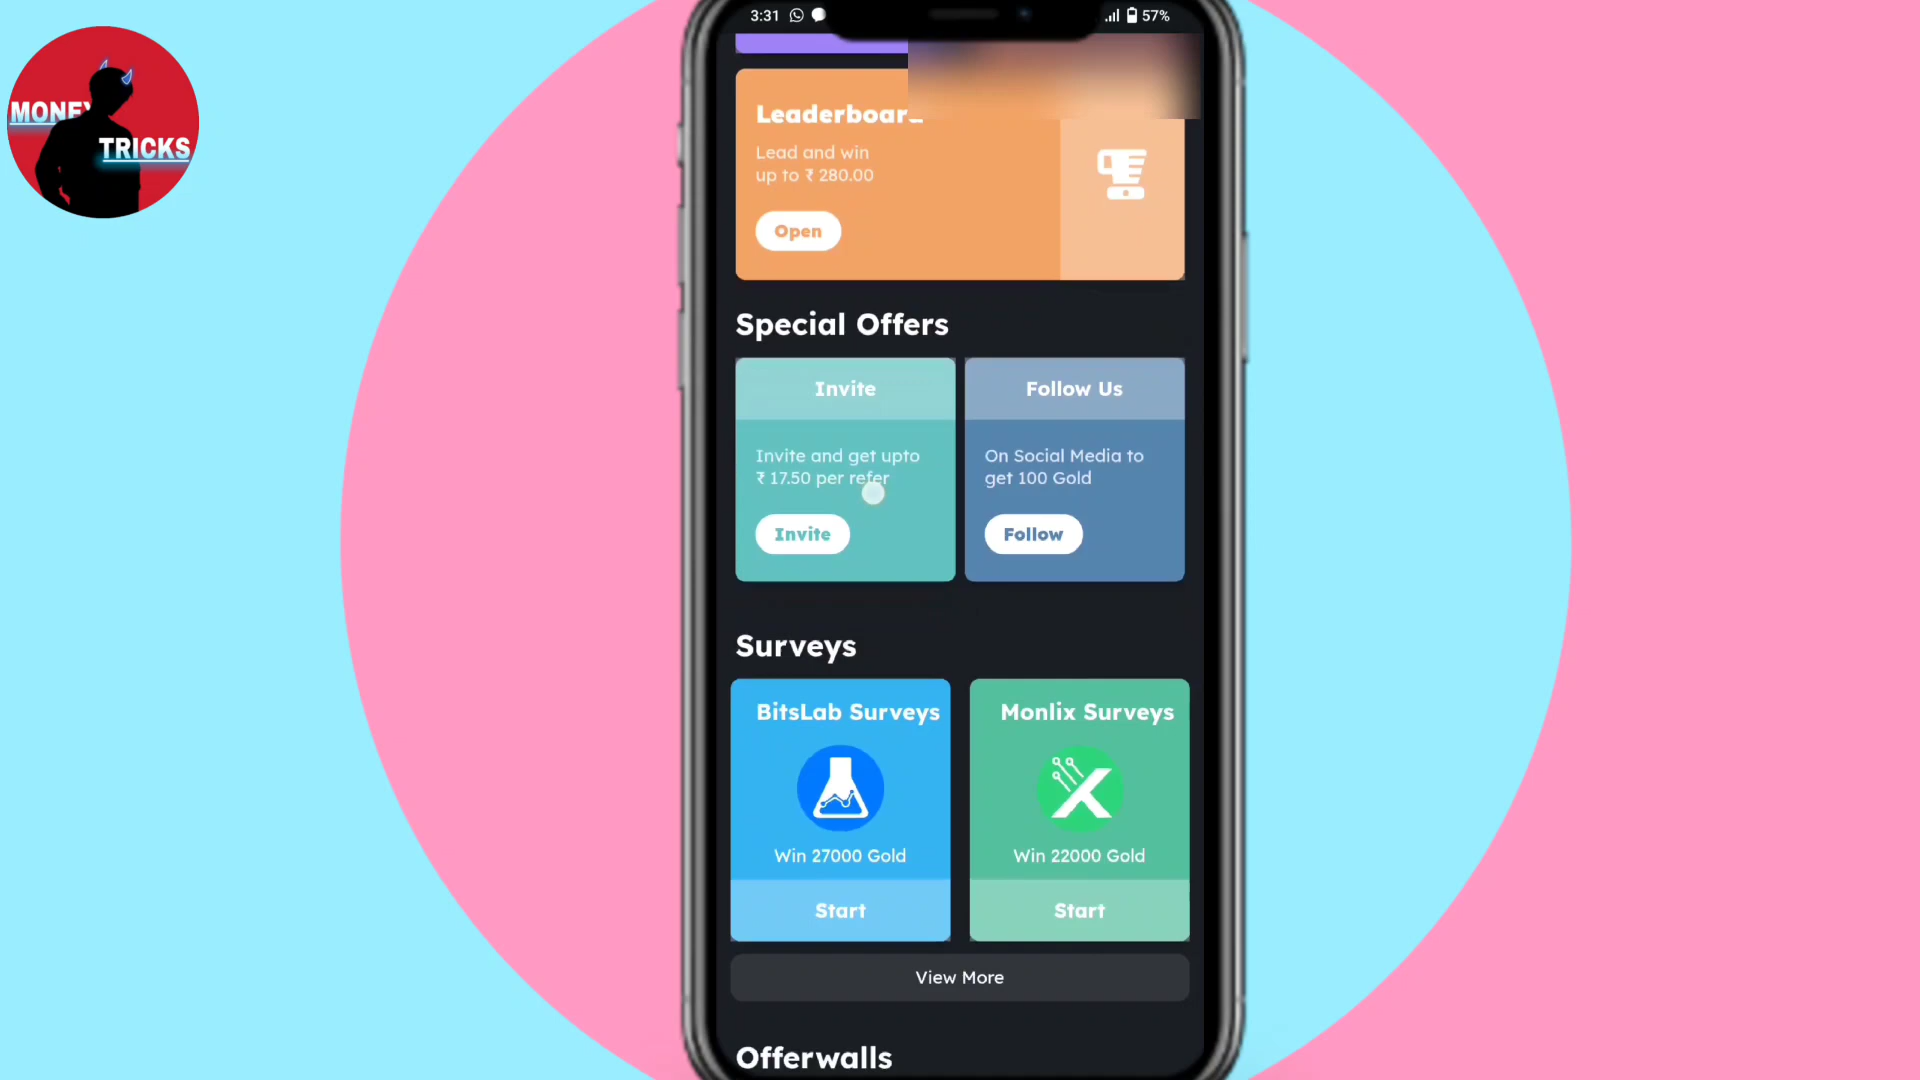 MONEY
TRICKS
3:31
57%
Leaderboard
Lead and win
up to ₹ 280.00
Open
Special Offers
Invite
Invite and get upto
₹ 17.50 per refer
Invite
Follow Us
On Social Media to
get 100 Gold
Follow
Surveys
BitsLab Surveys
Win 27000 Gold
Start
Monlix Surveys
Win 22000 Gold
Start
View More
Offerwalls